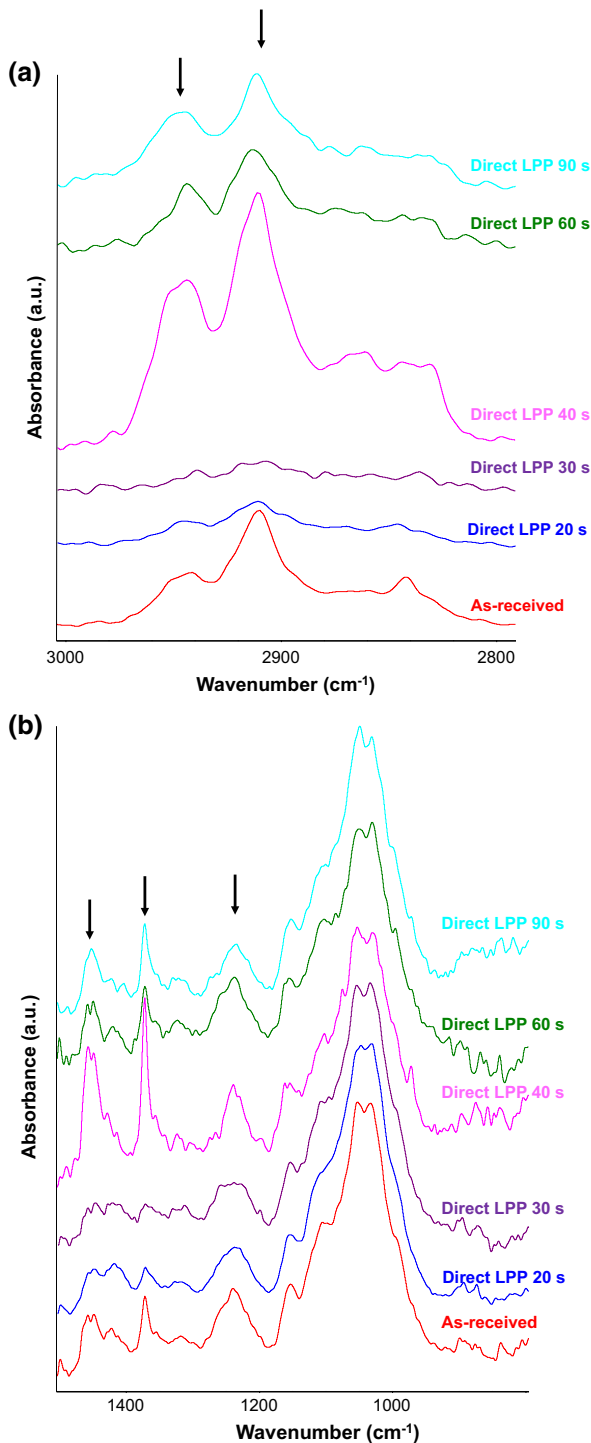 (a)
Direct LPP 90 s
Direct LPP 60 s
Direct LPP 40 s
Direct LPP 30 s
Direct LPP 20 s
As-received
Absorbance (a.u.)
3000 2900 2800
Wavenumber (cm-1)
(b)
Direct LPP 90 s
Direct LPP 60 s
Direct LPP 40 s
Direct LPP 30 s
Direct LPP 20 s
As-received
Absorbance (a.u.)
1400 1200 1000
Wavenumber (cm-1)